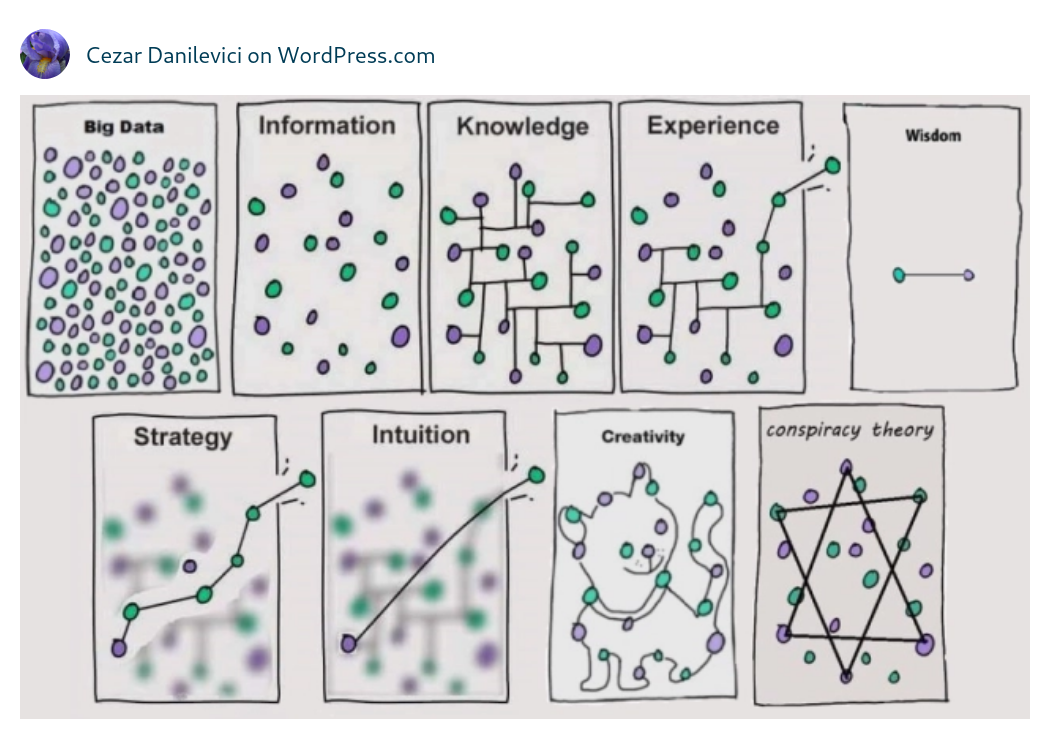 Cezar Danilevici on WordPress.com
Big Data
Information
Knowledge
Experience
Wisdom
Strategy
Intuition
Creativity
conspiracy theory